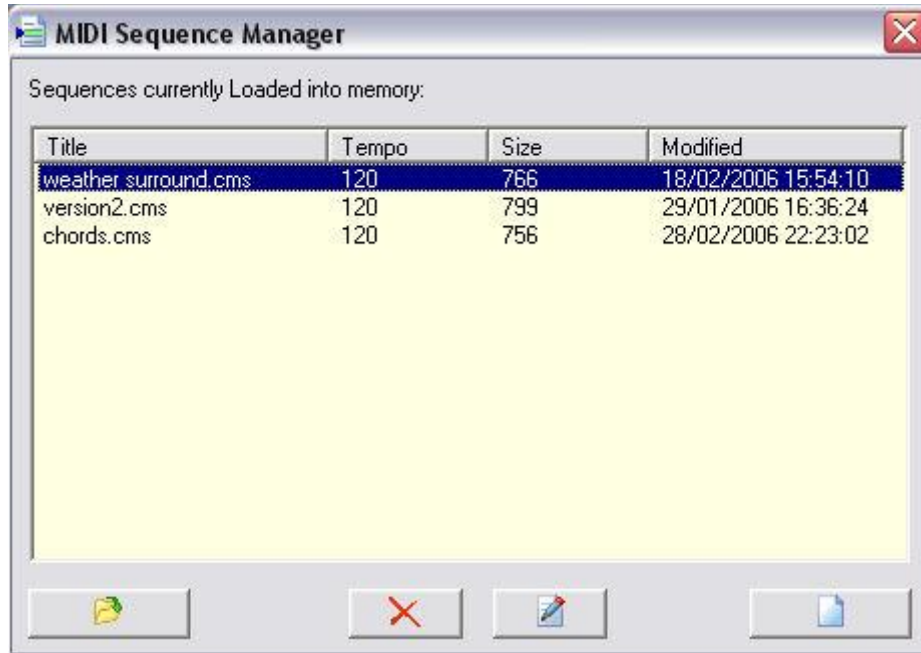 MIDI Sequence Manager
Sequences currently Loaded into memory:
Title Tempo Size Modified
weather surround.cms 120 766 18/02/2006 15:54:10
version2.cms 120 799 29/01/2006 16:36:24
chords.cms 120 756 28/02/2006 22:23:02